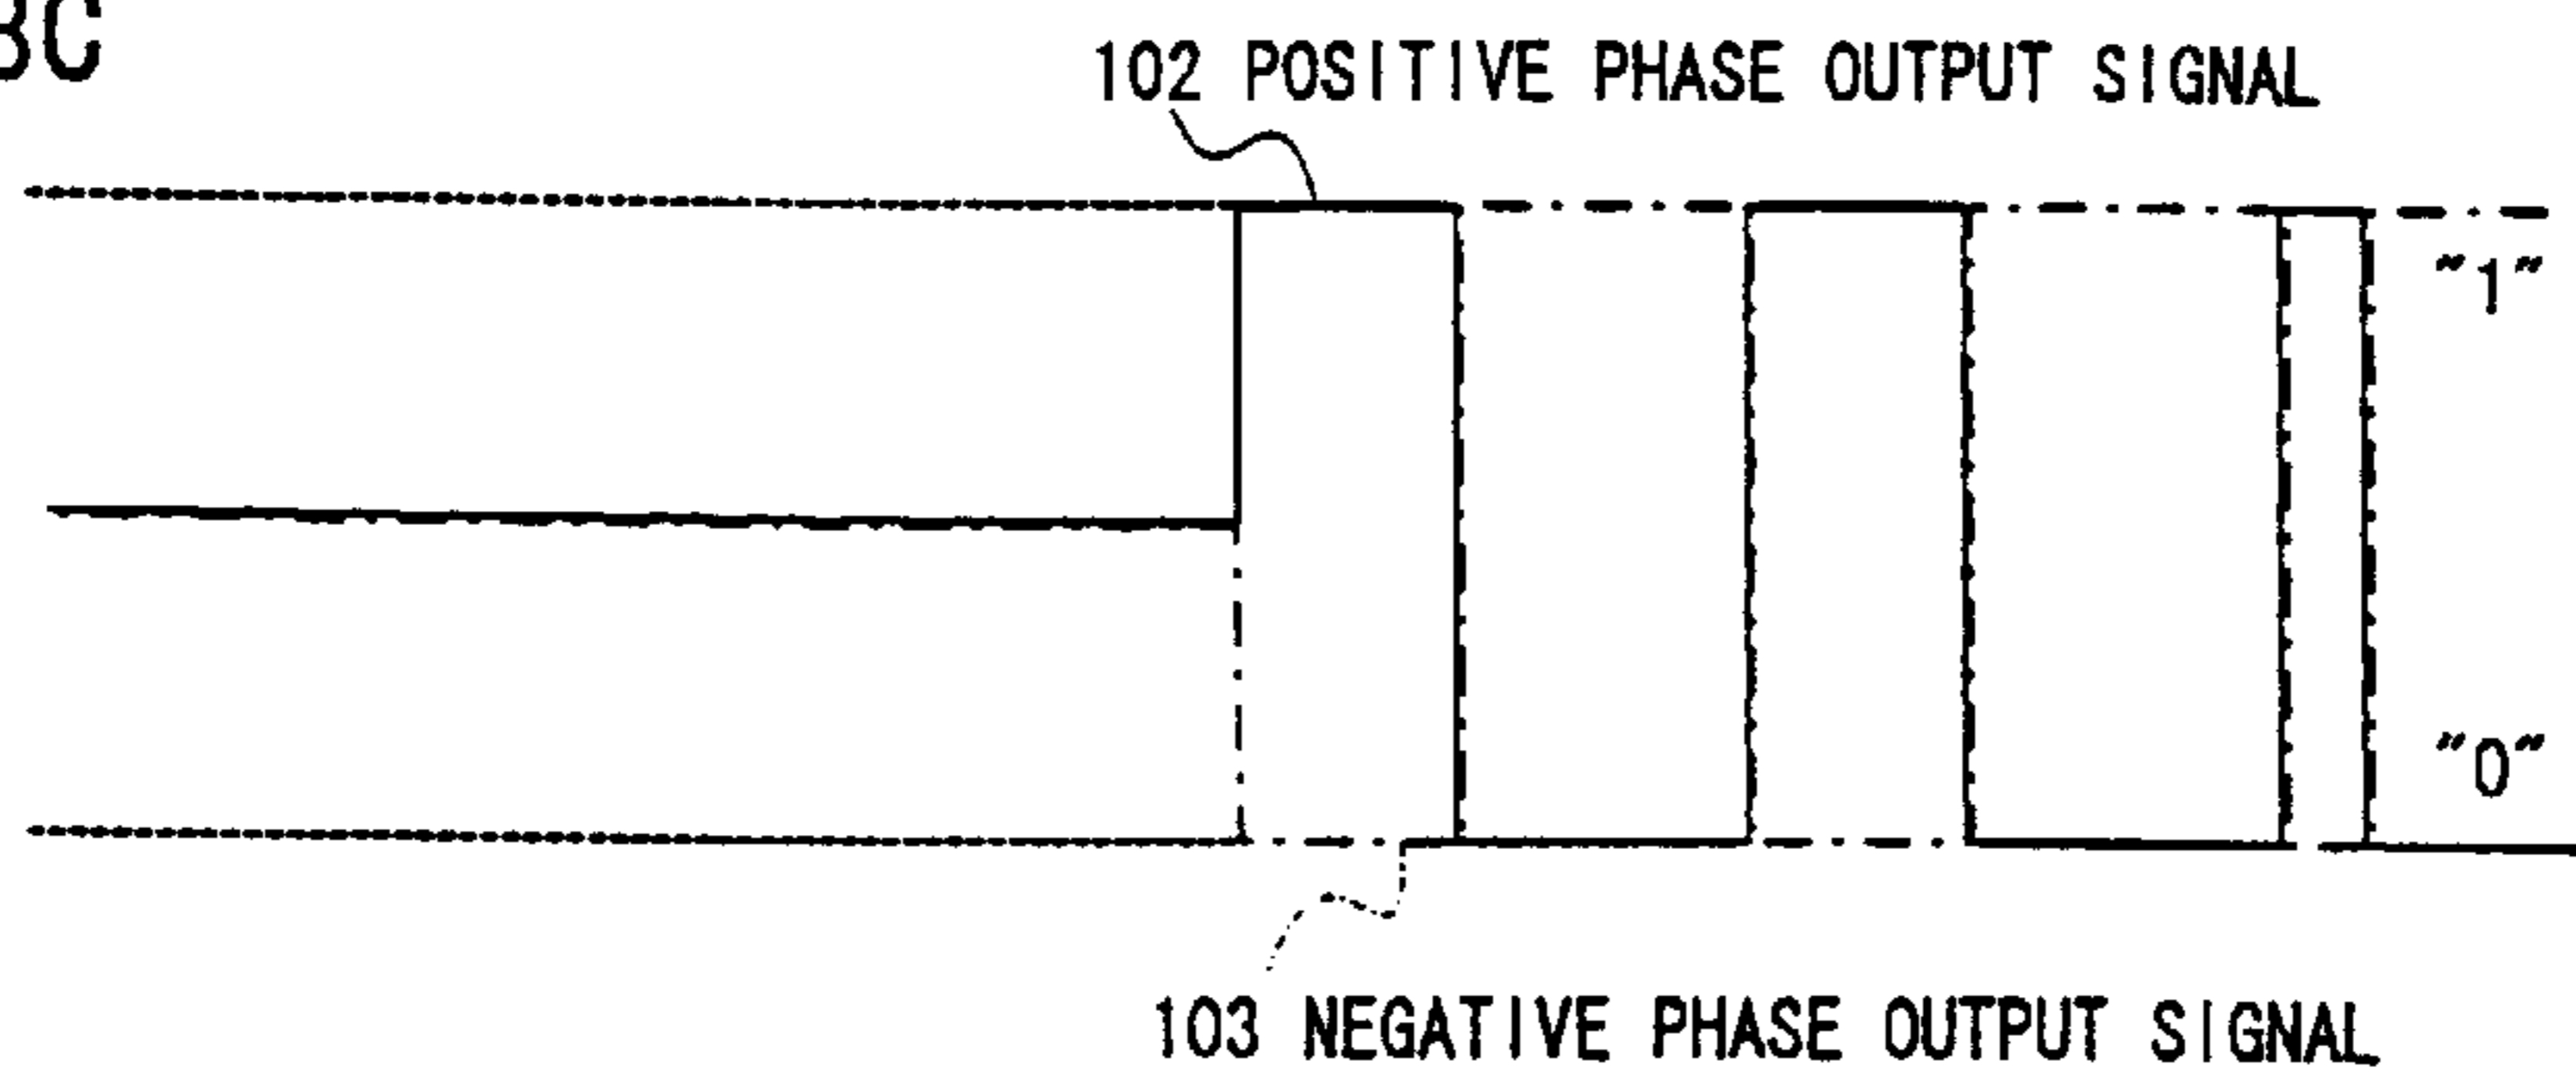 3C
102 POSITIVE PHASE OUTPUT SIGNAL
"1"
"0"
103 NEGATIVE PHASE OUTPUT SIGNAL